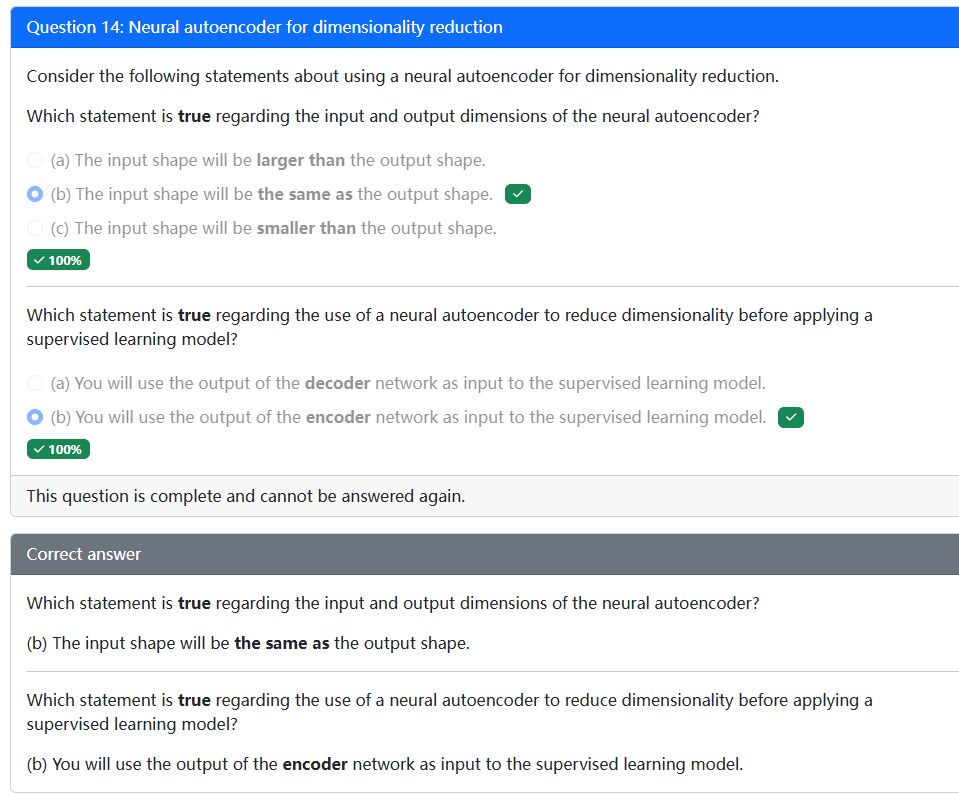 Question 14: Neural autoencoder for dimensionality reduction
Consider the following statements about using a neural autoencoder for dimensionality reduction.
Which statement is true regarding the input and output dimensions of the neural autoencoder?
(a) The input shape will be larger than the output shape.
(b) The input shape will be the same as the output shape.
(c) The input shape will be smaller than the output shape.
100%
Which statement is true regarding the use of a neural autoencoder to reduce dimensionality before applying a
supervised learning model?
(a) You will use the output of the decoder network as input to the supervised learning model.
(b) You will use the output of the encoder network as input to the supervised learning model.
100%
This question is complete and cannot be answered again.
Correct answer
Which statement is true regarding the input and output dimensions of the neural autoencoder?
(b) The input shape will be the same as the output shape.
Which statement is true regarding the use of a neural autoencoder to reduce dimensionality before applying a
supervised learning model?
(b) You will use the output of the encoder network as input to the supervised learning model.